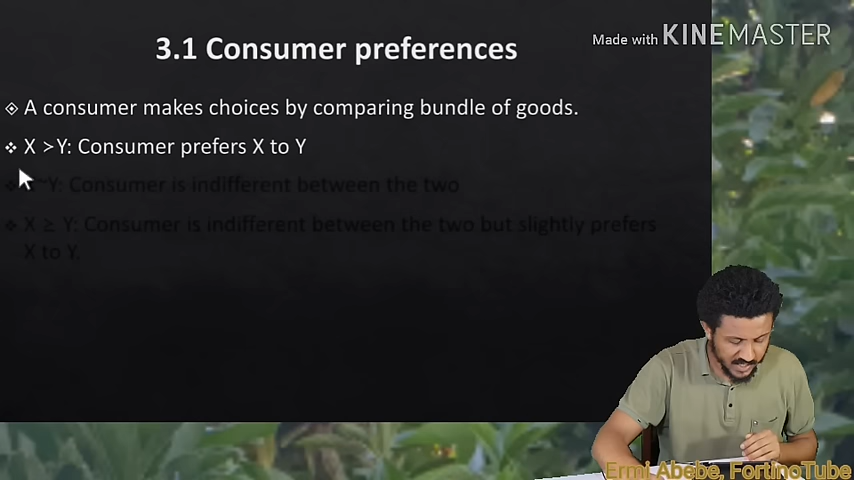 3.1 Consumer preferences
Made with KINEMASTER
A consumer makes choices by comparing bundle of goods.
X >Y: Consumer prefers X to Y
~Y: Consumer is indifferent between the two
X ≥ Y: Consumer is indifferent between the two but slightly prefers
X to Y.
Ermi Abebe, FortinoTube